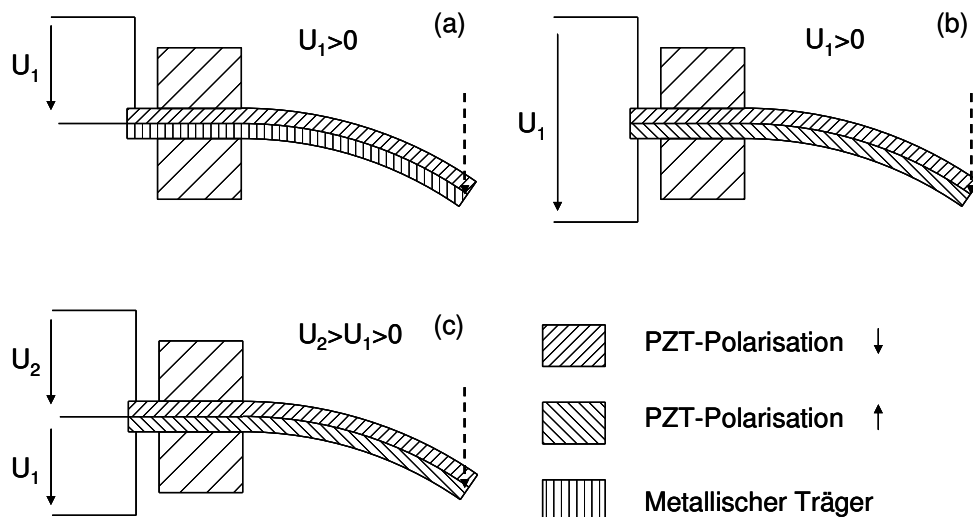 (a)
U1>0
U1
(b)
U1>0
U1
(c)
U2>U1>0
U2
U1
PZT-Polarisation
PZT-Polarisation
Metallischer Träger